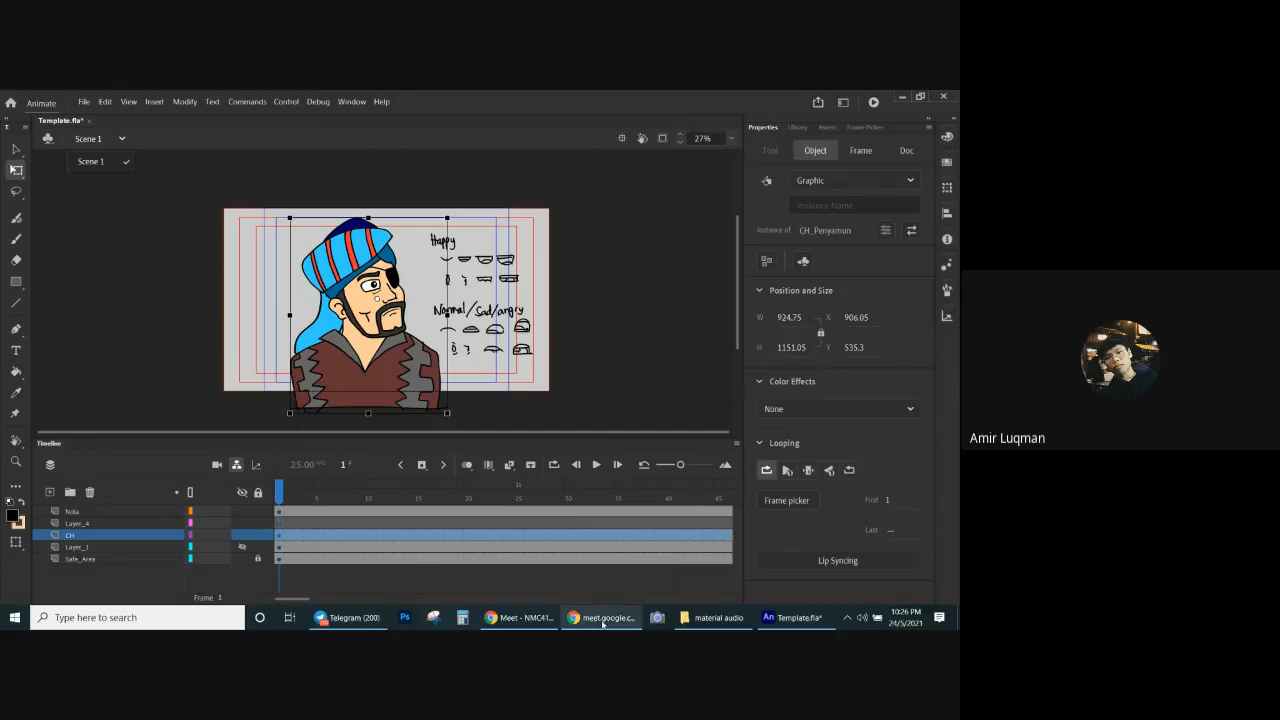 Animate File Edit View Insert Modify Text Commands Control Debug Window Help
Template.fla*
Scene 1
27%
Scene 1
Happy
Normal/sad/angry
Properties Library Assets Frame Picker
Tool Object Frame Doc
Graphic
Instance Name
Instance of: CH_Penyamun
Position and Size
W 924.75 X 906.05
H 1151.05 Y 535.3
Color Effects
None
Looping
Frame picker First 1
Last —
Lip Syncing
Timeline
25.00 FPS 1 F
1s
5 10 15 20 25 30 35 40 45
Nota
Layer_4
CH
Layer_1
Safe_Area
Frame 1
Type here to search
Telegram (200)
Ps
Meet - NMC41...
meet.google.c...
material audio
An Template.fla*
10:26 PM
24/5/2021
Amir Luqman